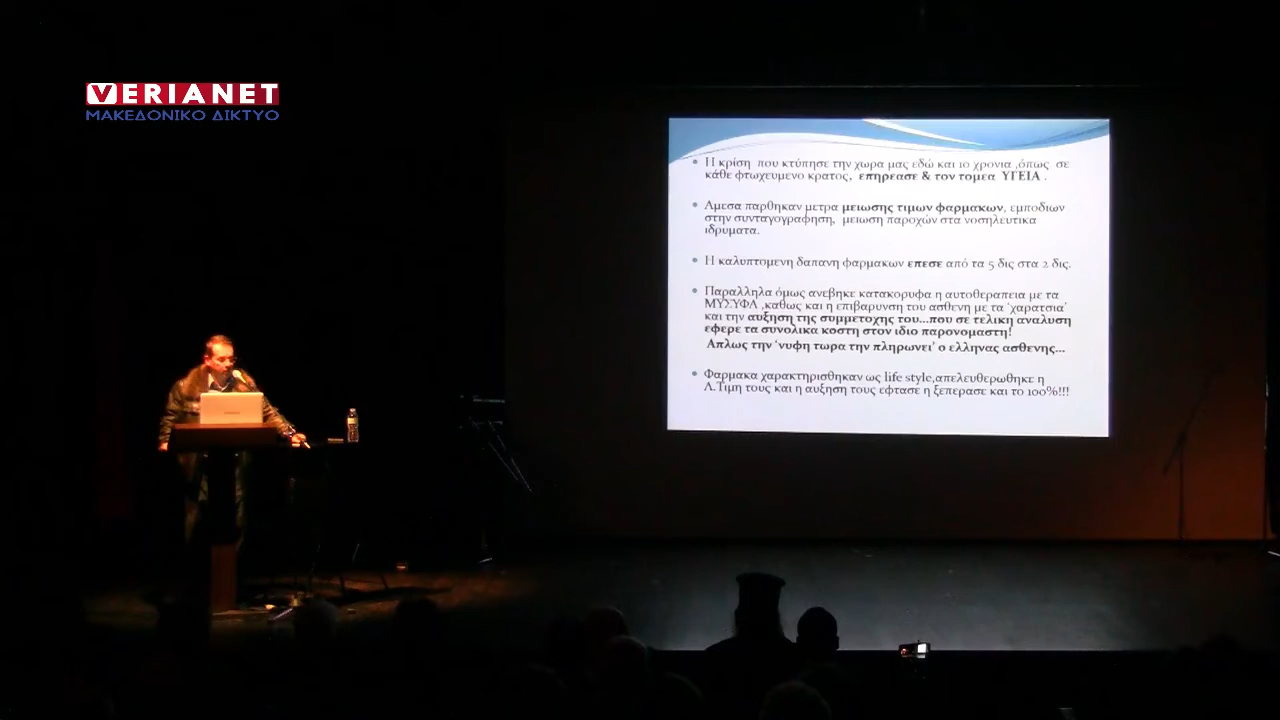 VERIANET
ΜΑΚΕΔΟΝΙΚΟ ΔΙΚΤΥΟ
• Η κρίση που κτύπησε την χωρα μας εδώ και 10 χρονια ,όπως σε
κάθε φτωχευμενο κρατος, επηρεασε & τον τομεα ΥΓΕΙΑ .
• Αμεσα παρθηκαν μετρα μειωσης τιμων φαρμακων, εμποδιων
στην συνταγογραφηση, μειωση παροχών στα νοσηλευτικα
ιδρυματα.
• Η καλυπτομενη δαπανη φαρμακων επεσε από τα 5 δις στα 2 δις.
• Παραλληλα όμως ανεβηκε κατακορυφα η αυτοθεραπεια με τα
ΜΥΣΥΦΑ ,καθως και η επιβαρυνση του ασθενη με τα ‘χαρατσια’
και την αυξηση της συμμετοχης του…που σε τελικη αναλυση
εφερε τα συνολικα κοστη στον ιδιο παρονομαστη!
Απλως την ‘νυφη τωρα την πληρωνει’ ο ελληνας ασθενης…
• Φαρμακα χαρακτηρισθηκαν ως life style,απελευθερωθηκε η
Λ.Τιμη τους και η αυξηση τους εφτασε η ξεπερασε και το 100%!!!